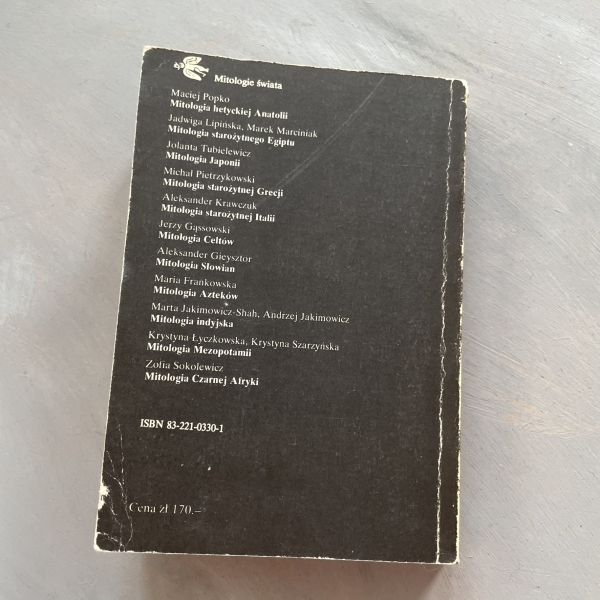 Mitologie świata
Maciej Popko
Mitologia hetyckiej Anatolii
Jadwiga Lipińska, Marek Marciniak
Mitologia starożytnego Egiptu
Jolanta Tubielewicz
Mitologia Japonii
Michał Pietrzykowski
Mitologia starożytnej Grecji
Aleksander Krawczuk
Mitologia starożytnej Italii
Jerzy Gąssowski
Mitologia Celtów
Aleksander Gieysztor
Mitologia Słowian
Maria Frankowska
Mitologia Azteków
Marta Jakimowicz-Shah, Andrzej Jakimowicz
Mitologia indyjska
Krystyna Łyczkowska, Krystyna Szarzyńska
Mitologia Mezopotamii
Zofia Sokolewicz
Mitologia Czarnej Afryki
ISBN 83-221-0330-1
Cena zł 170.–